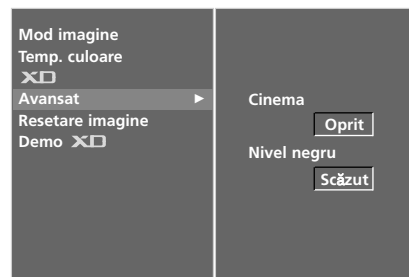 Mod imagine
Temp. culoare
XD
Avansat ►
Resetare imagine
Demo XD
Cinema
Oprit
Nivel negru
Scăzut